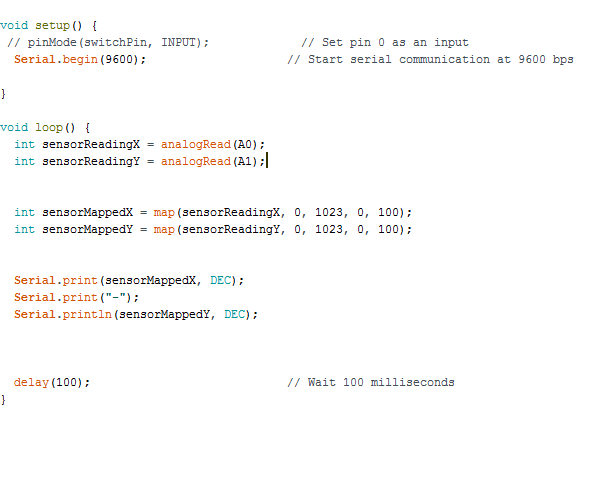 void setup() {
// pinMode(switchPin, INPUT);             // Set pin 0 as an input
Serial.begin(9600);                    // Start serial communication at 9600 bps
}
void loop() {
int sensorReadingX = analogRead(A0);
int sensorReadingY = analogRead(A1);
int sensorMappedX = map(sensorReadingX, 0, 1023, 0, 100);
int sensorMappedY = map(sensorReadingY, 0, 1023, 0, 100);
Serial.print(sensorMappedX, DEC);
Serial.print("-");
Serial.println(sensorMappedY, DEC);
delay(100);                            // Wait 100 milliseconds
}